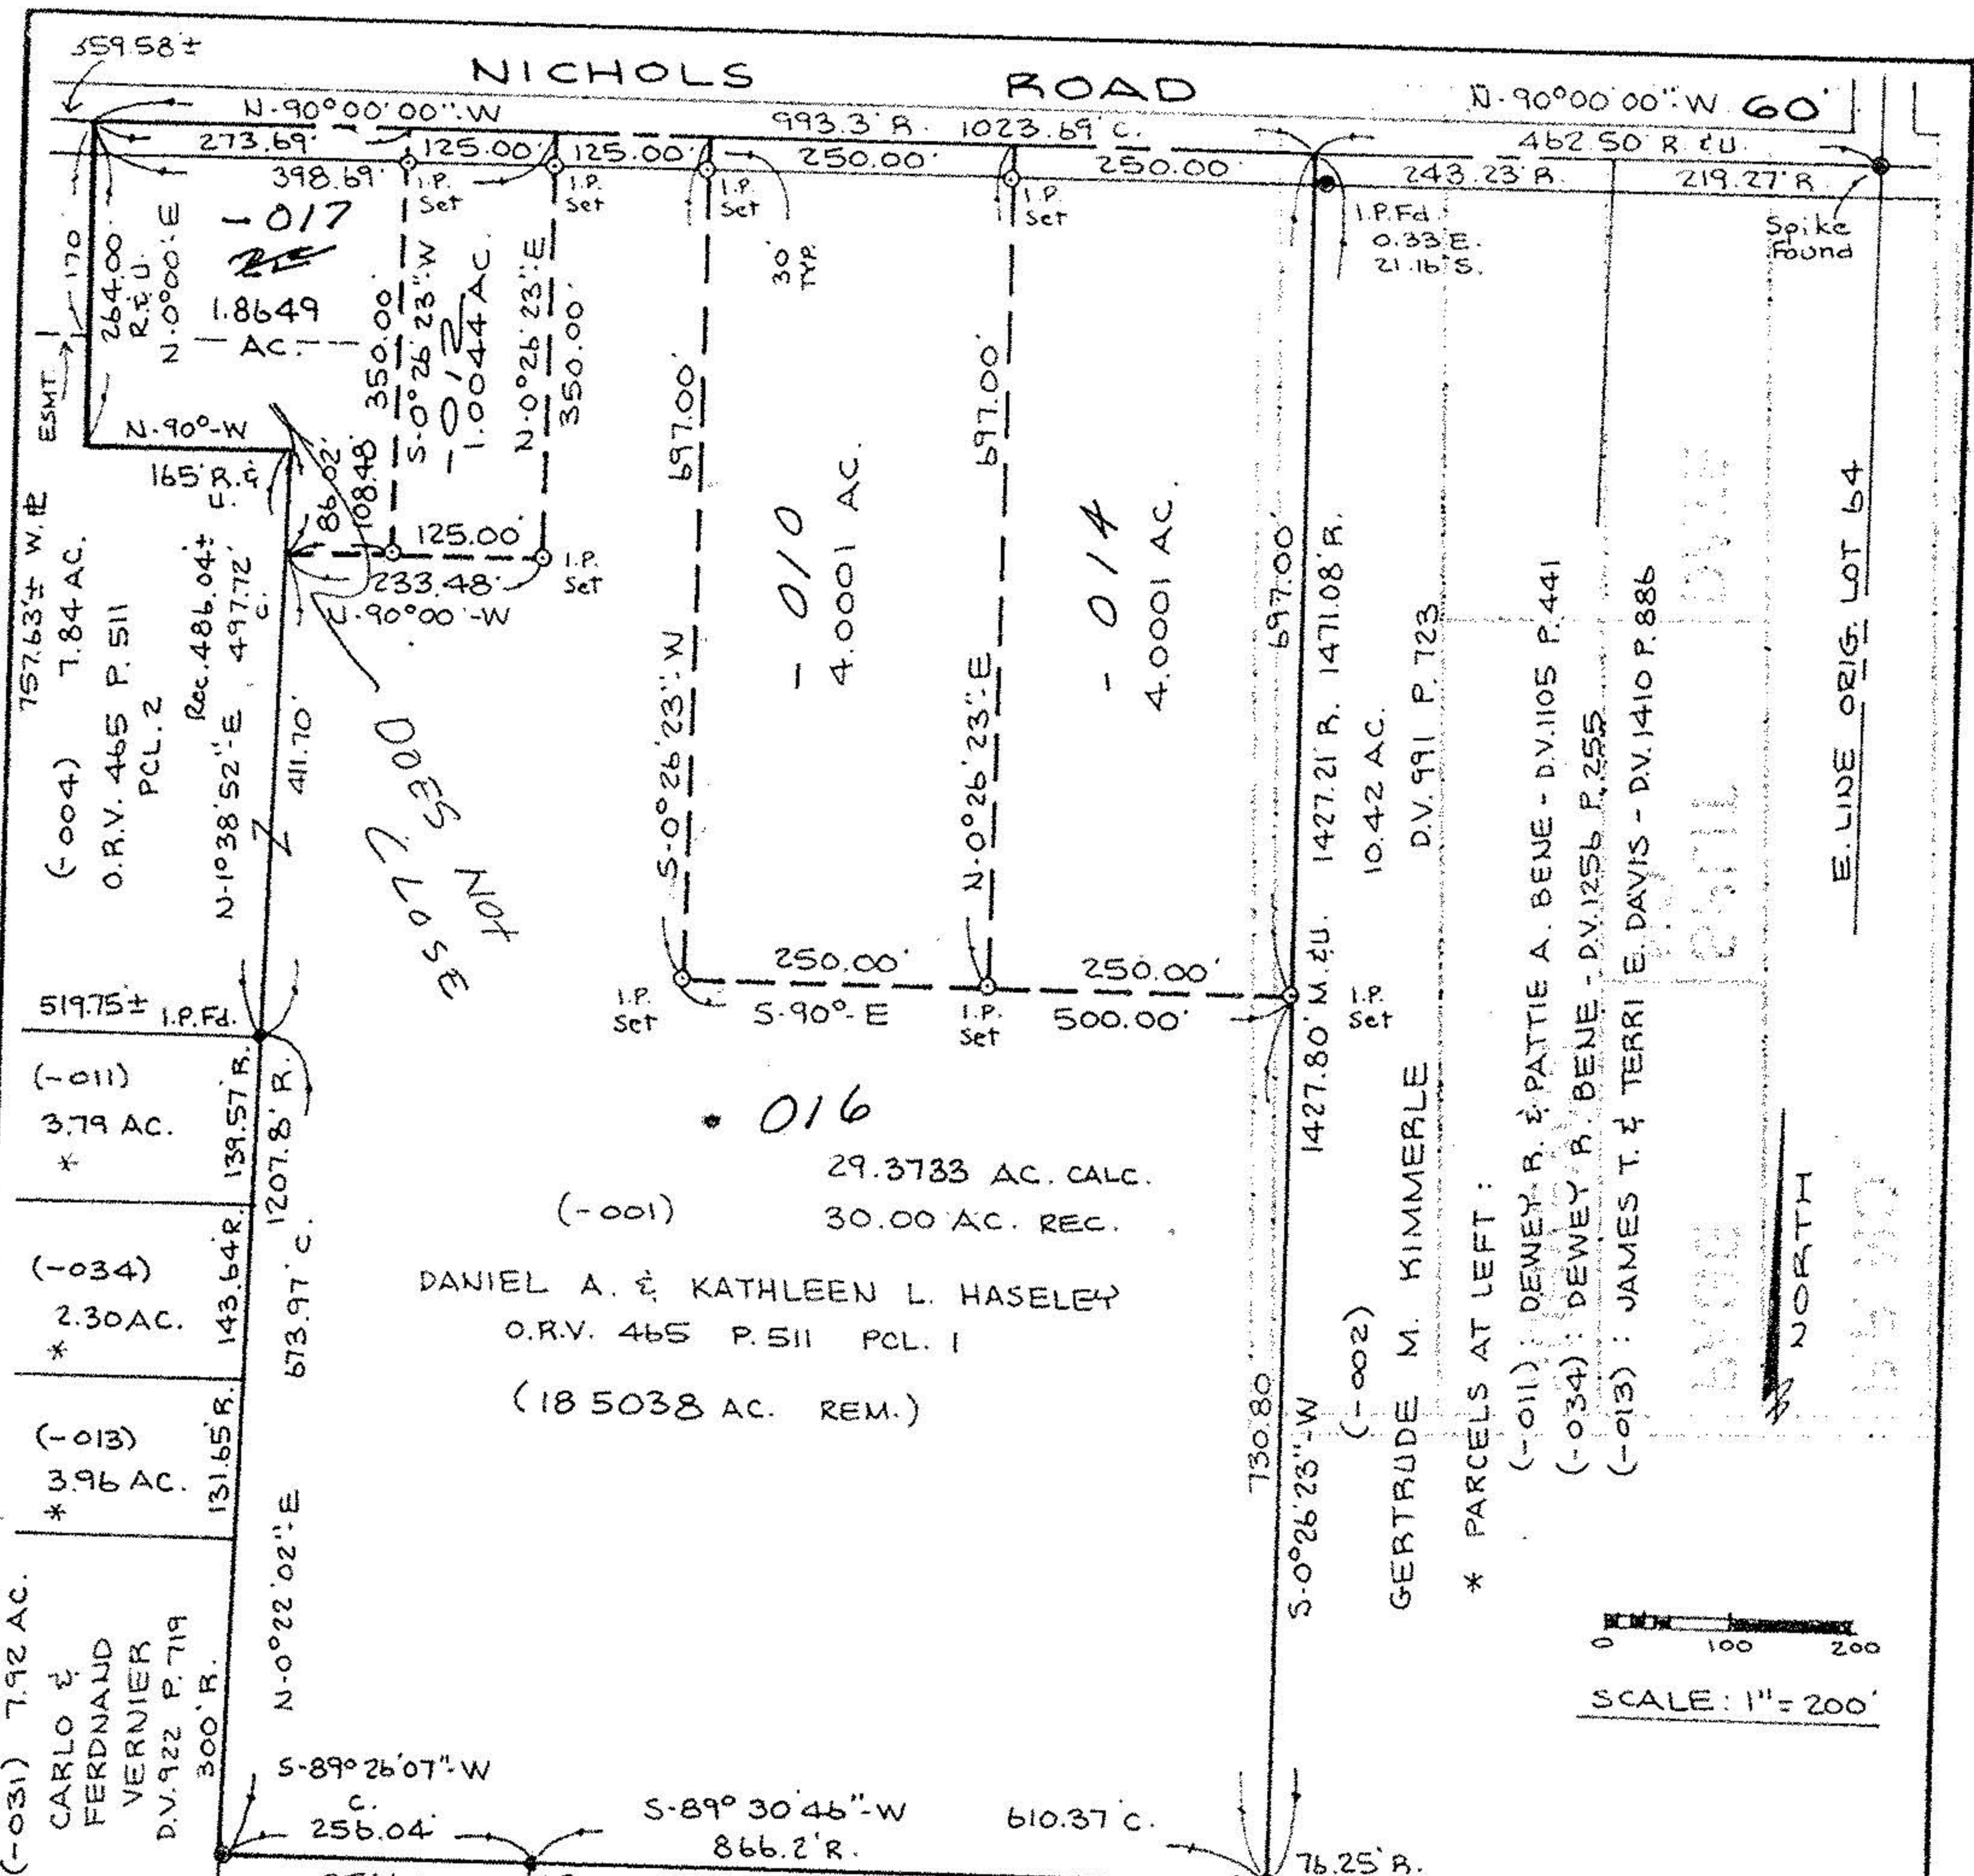 359.58'±
NICHOLS ROAD
N-90°00'00"-W 60'
N-90°00'00"-W
993.3' R. 1023.69' C.
462.50' R. & U.
273.69'
125.00'
125.00'
250.00'
250.00'
243.23' R.
219.27' R.
398.69'
I.P.
Set
I.P.
Set
I.P.
Set
I.P.
Set
I.P.Fd.
0.33' E.
21.16' S.
Spike
Found
30'
TYP.
170'
ESMT
264.00'
R.&U.
N-0°00'-E
-017
1.8649
AC.
350.00'
S-0°26'23"-W
-012
1.0044 AC.
N-0°26'23"-E
350.00'
N-90°-W
165' R.&
U.
86.02'
108.48'
125.00'
I.P.
Set
233.48'
N-90°00'-W
757.63'± W.
(-004) 7.84 AC.
O.R.V. 465 P. 511
PCL. 2
Rec. 486.04'±
N-1°38'52"-E 497.72'
C.
411.70'
DOES NOT
CLOSE
697.00'
S-0°26'23"-W
-010
4.0001 AC.
697.00'
N-0°26'23"-E
-014
4.0001 AC.
697.00'
1427.80' M.&U. 1427.21' R. 1471.08' R.
10.42 AC.
D.V. 991 P. 723
E. LINE ORIG. LOT 64
250.00'
250.00'
I.P.
Set
S-90°-E
I.P.
Set
500.00'
I.P.
Set
519.75'± I.P.Fd.
(-011)
3.79 AC.
*
139.57' R.
1207.8' R.
(-034)
2.30 AC.
*
143.64' R.
673.97' C.
(-013)
3.96 AC.
*
131.65' R.
016
29.3733 AC. CALC.
(-001) 30.00 AC. REC.
DANIEL A. & KATHLEEN L. HASELEY
O.R.V. 465 P. 511 PCL. 1
(18.5038 AC. REM.)
730.80'
S-0°26'23"-W
(-002)
GERTRUDE M. KIMMERLE
* PARCELS AT LEFT :
(-011) : DEWEY R. & PATTIE A. BENE - D.V. 1105 P. 441
(-034) : DEWEY R. BENE - D.V. 1256 P. 255
(-013) : JAMES T. & TERRI E. DAVIS - D.V. 1410 P. 886
NORTH
0 100 200
SCALE : 1" = 200'
(-031) 7.92 AC.
CARLO &
FERDNAND
VERNIER
D.V. 922 P. 719
300' R.
N-0°22'02"-E
S-89°26'07"-W
C.
256.04'
S-89°30'46"-W
866.2' R.
610.37' C.
76.25' R.